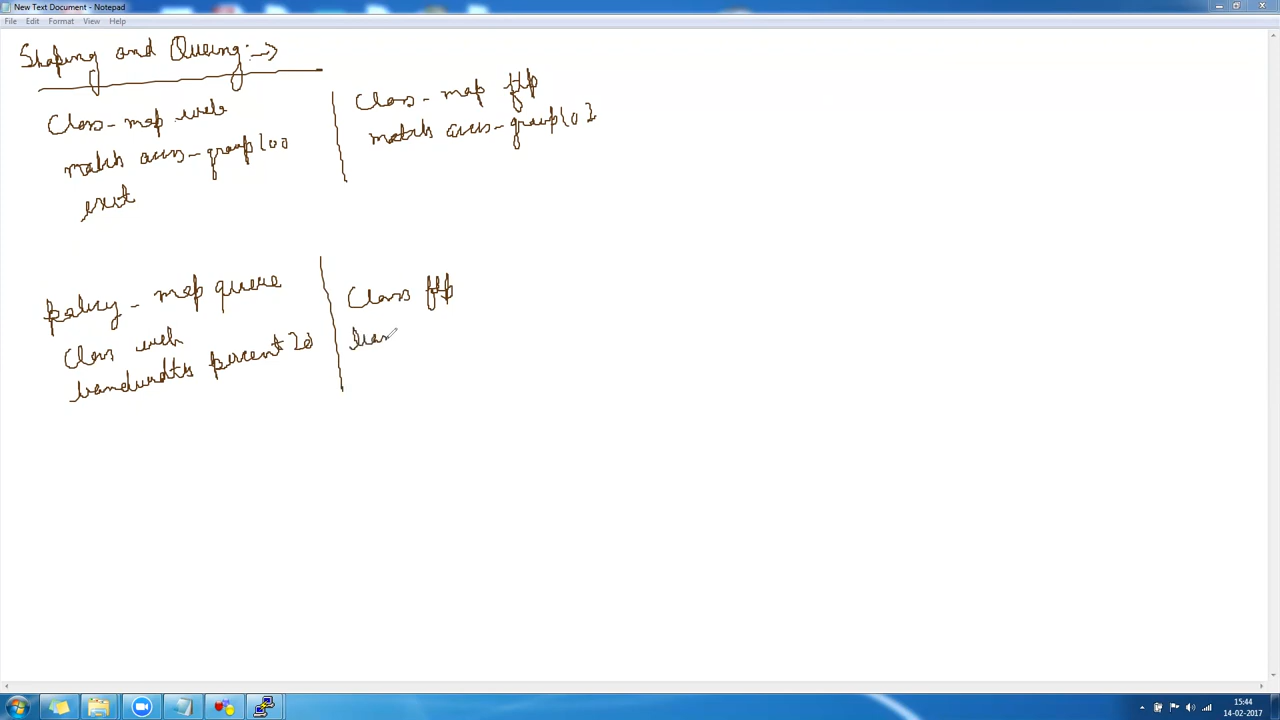 New Text Document - Notepad
File Edit Format View Help
Shaping and Queing:->
Class-map web
match access-group 100
exit
Class-map ftp
match access-group 102
policy-map queue
Class web
bandwidth percent 20
Class ftp
ban
15:44
14-02-2017